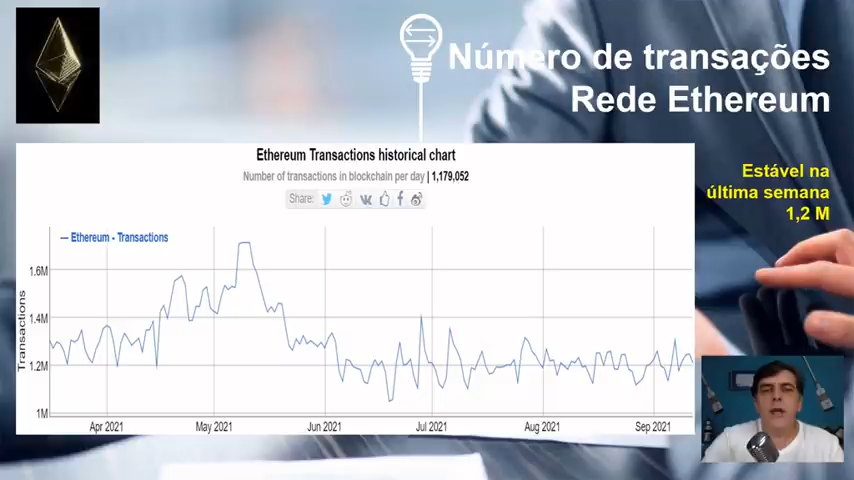 Número de transações
Rede Ethereum
Ethereum Transactions historical chart
Number of transactions in blockchain per day | 1,179,052
Share:
Ethereum - Transactions
Estável na
última semana
1,2 M
Transactions
1.6M
1.4M
1.2M
1M
Apr 2021 May 2021 Jun 2021 Jul 2021 Aug 2021 Sep 2021